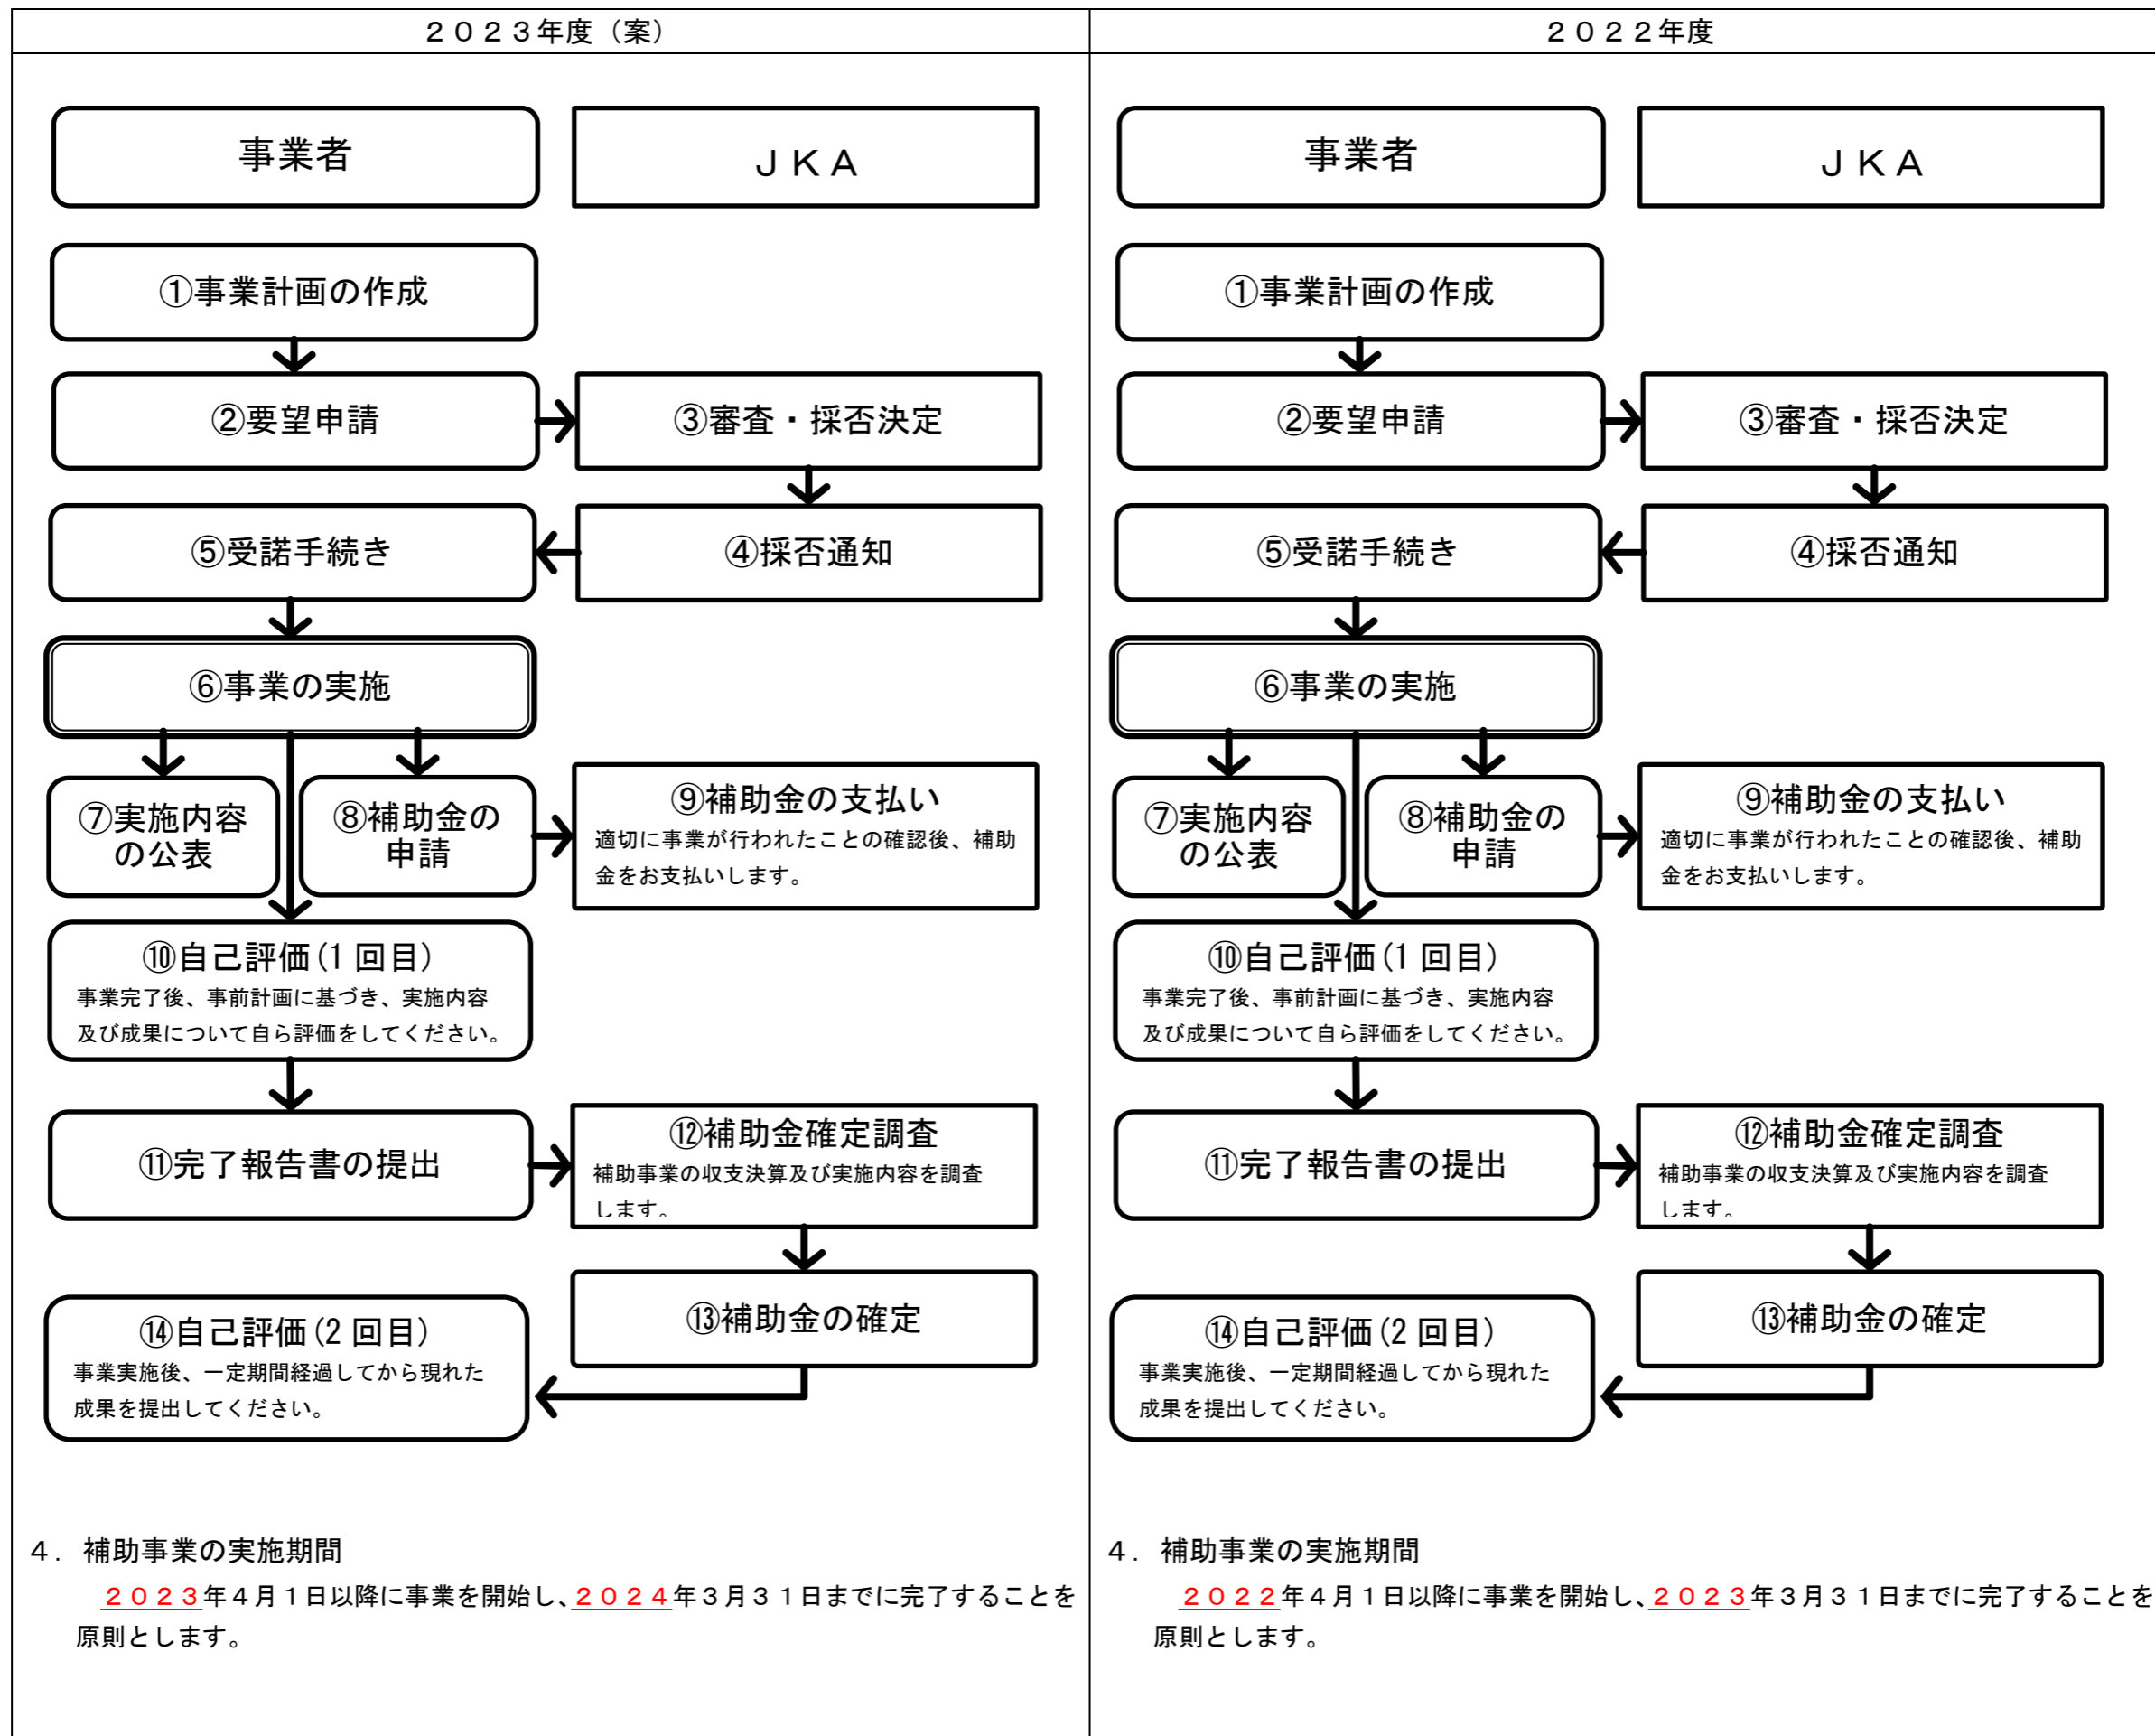 ２０２３年度（案）
事業者
ＪＫＡ
①事業計画の作成
②要望申請
③審査・採否決定
⑤受諾手続き
④採否通知
⑥事業の実施
⑦実施内容
の公表
⑧補助金の
申請
⑨補助金の支払い
適切に事業が行われたことの確認後、補助
金をお支払いします。
⑩自己評価(1 回目)
事業完了後、事前計画に基づき、実施内容
及び成果について自ら評価をしてください。
⑪完了報告書の提出
⑫補助金確定調査
補助事業の収支決算及び実施内容を調査
します。
⑬補助金の確定
⑭自己評価(2 回目)
事業実施後、一定期間経過してから現れた
成果を提出してください。
４．補助事業の実施期間
２０２３年４月１日以降に事業を開始し、２０２４年３月３１日までに完了することを
原則とします。
２０２２年度
事業者
ＪＫＡ
①事業計画の作成
②要望申請
③審査・採否決定
⑤受諾手続き
④採否通知
⑥事業の実施
⑦実施内容
の公表
⑧補助金の
申請
⑨補助金の支払い
適切に事業が行われたことの確認後、補助
金をお支払いします。
⑩自己評価(1 回目)
事業完了後、事前計画に基づき、実施内容
及び成果について自ら評価をしてください。
⑪完了報告書の提出
⑫補助金確定調査
補助事業の収支決算及び実施内容を調査
します。
⑬補助金の確定
⑭自己評価(2 回目)
事業実施後、一定期間経過してから現れた
成果を提出してください。
４．補助事業の実施期間
２０２２年４月１日以降に事業を開始し、２０２３年３月３１日までに完了することを
原則とします。